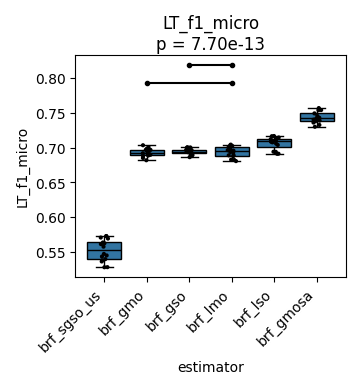 LT_f1_micro
p = 7.70e-13
LT_f1_micro
0.80
0.75
0.70
0.65
0.60
0.55
brf_sgso_us
brf_gmo
brf_gso
brf_lmo
brf_lso
brf_gmosa
estimator